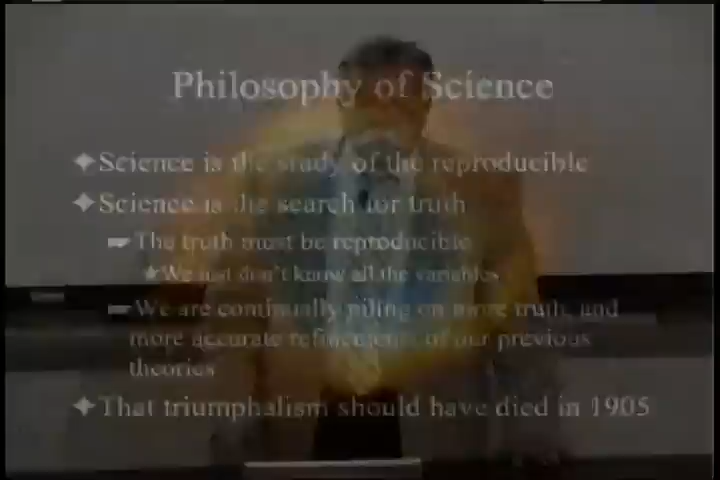 Philosophy of Science
Science is the study of the reproducible
Science is the search for truth
The truth must be reproducible
We just don't know all the variables
We are continually piling on more truth, and
more accurate refinements of our previous
theories
That triumphalism should have died in 1905